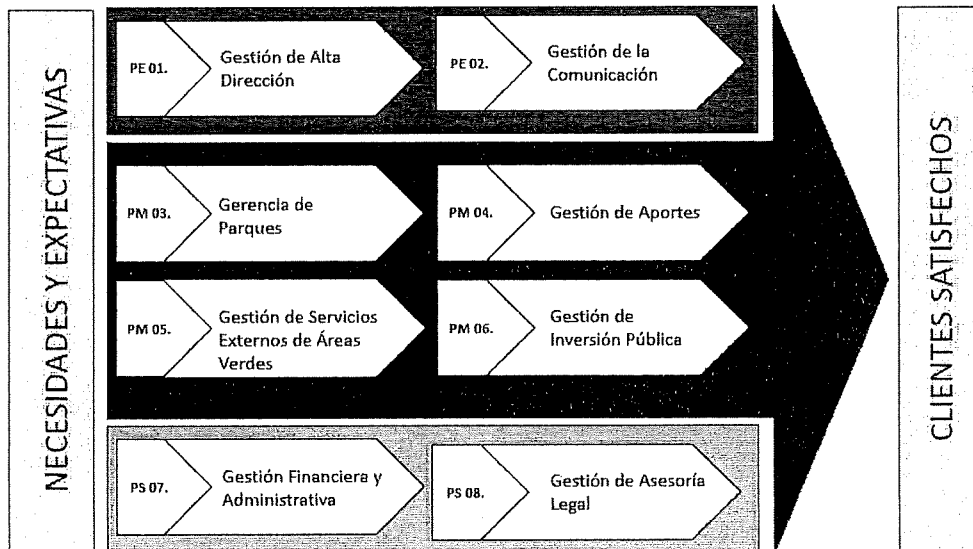 NECESIDADES Y EXPECTATIVAS
PE 01.
Gestión de Alta
Dirección
PE 02.
Gestión de la
Comunicación
PM 03.
Gerencia de
Parques
PM 04.
Gestión de Aportes
PM 05.
Gestión de Servicios
Externos de Áreas
Verdes
PM 06.
Gestión de
Inversión Pública
PS 07.
Gestión Financiera y
Administrativa
PS 08.
Gestión de Asesoría
Legal
CLIENTES SATISFECHOS